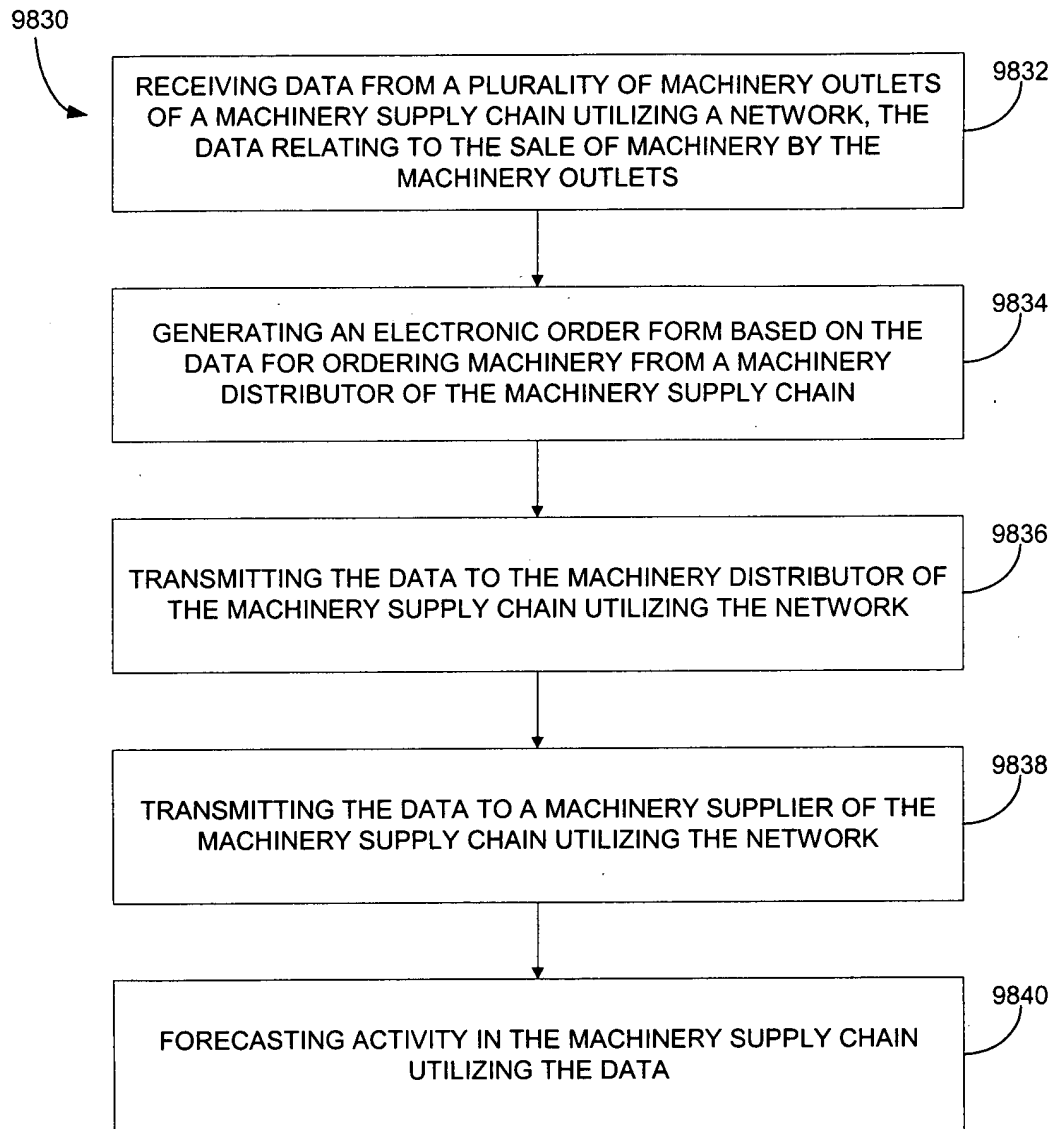 9830
RECEIVING DATA FROM A PLURALITY OF MACHINERY OUTLETS
OF A MACHINERY SUPPLY CHAIN UTILIZING A NETWORK, THE
DATA RELATING TO THE SALE OF MACHINERY BY THE
MACHINERY OUTLETS
9832
GENERATING AN ELECTRONIC ORDER FORM BASED ON THE
DATA FOR ORDERING MACHINERY FROM A MACHINERY
DISTRIBUTOR OF THE MACHINERY SUPPLY CHAIN
9834
TRANSMITTING THE DATA TO THE MACHINERY DISTRIBUTOR OF
THE MACHINERY SUPPLY CHAIN UTILIZING THE NETWORK
9836
TRANSMITTING THE DATA TO A MACHINERY SUPPLIER OF THE
MACHINERY SUPPLY CHAIN UTILIZING THE NETWORK
9838
FORECASTING ACTIVITY IN THE MACHINERY SUPPLY CHAIN
UTILIZING THE DATA
9840